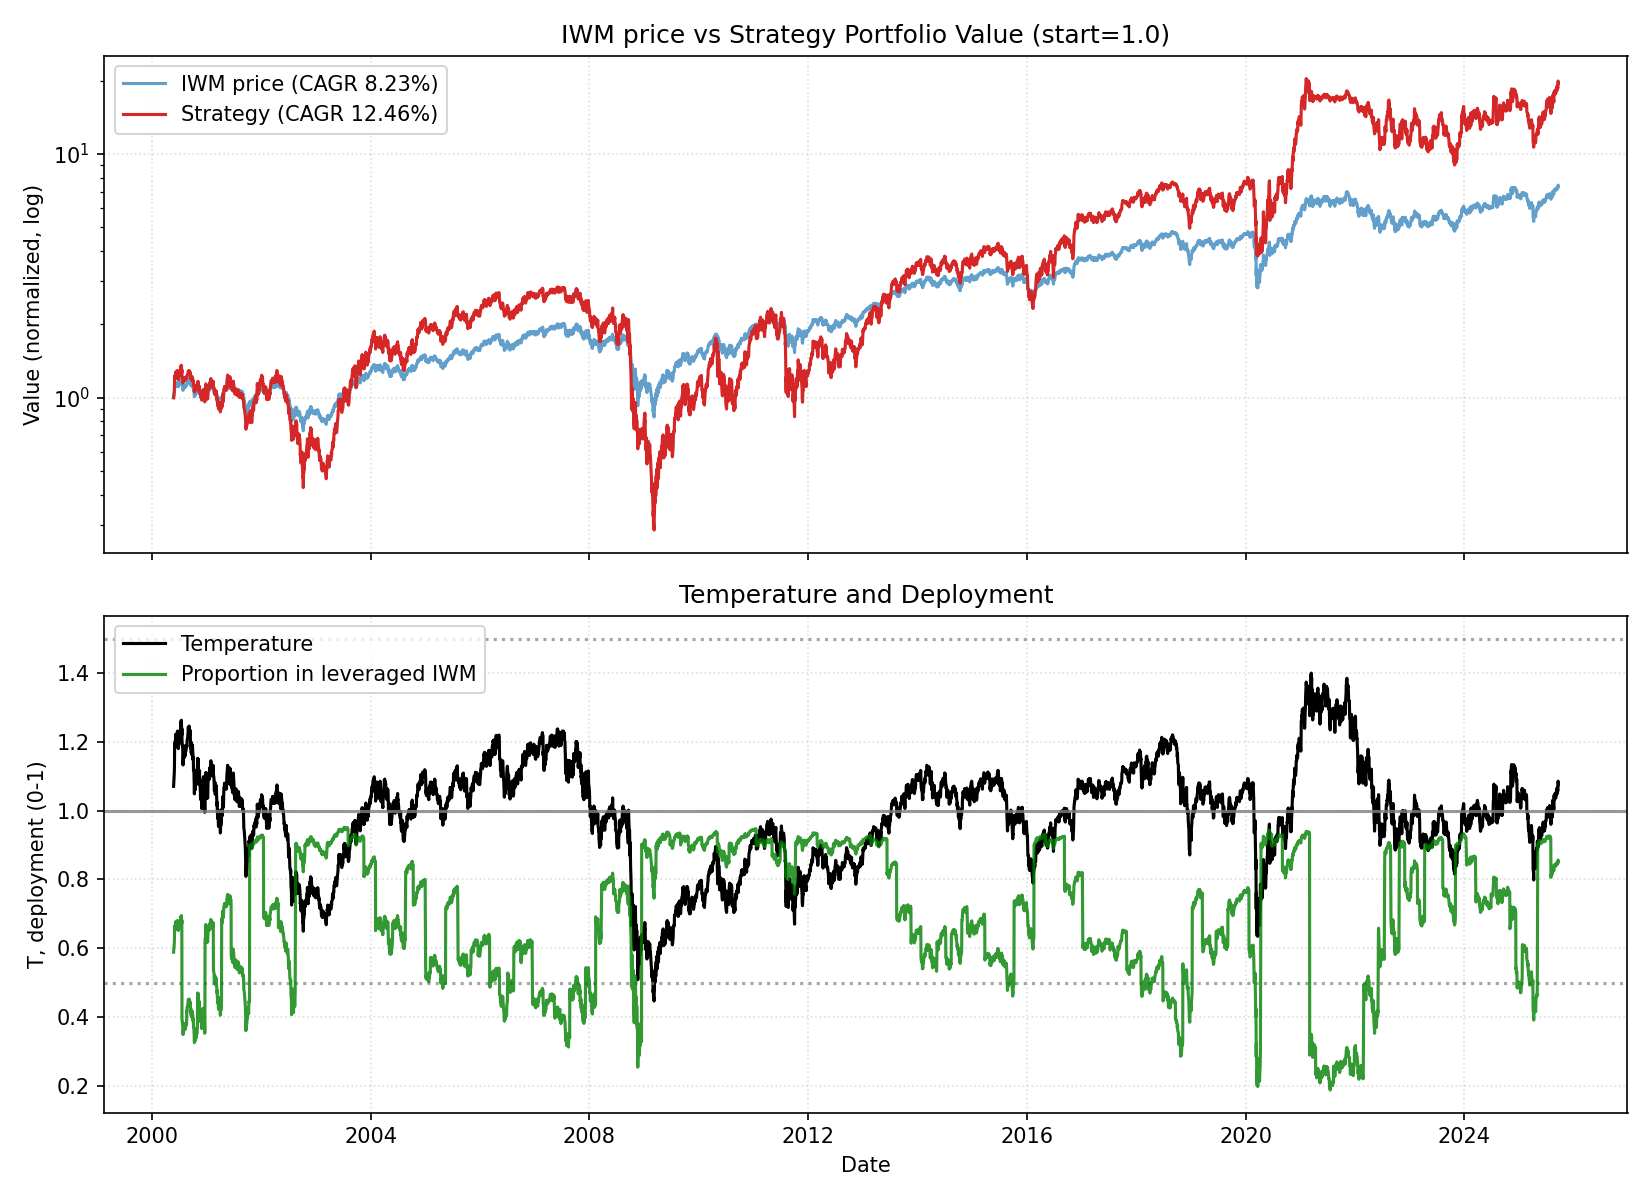 IWM price vs Strategy Portfolio Value (start=1.0)
IWM price (CAGR 8.23%)
Strategy (CAGR 12.46%)
10^1
10^0
Value (normalized, log)
Temperature and Deployment
Temperature
Proportion in leveraged IWM
1.4
1.2
1.0
0.8
0.6
0.4
0.2
T, deployment (0-1)
2000 2004 2008 2012 2016 2020 2024
Date